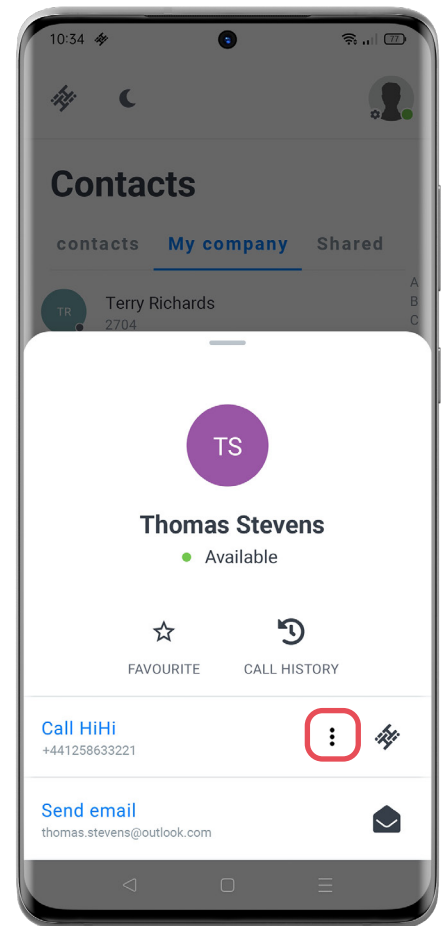 10:34
77
Contacts
contacts My company Shared
A
TR Terry Richards
B
2704
C
TS
Thomas Stevens
Available
FAVOURITE CALL HISTORY
Call HiHi
+441258633221
Send email
thomas.stevens@outlook.com